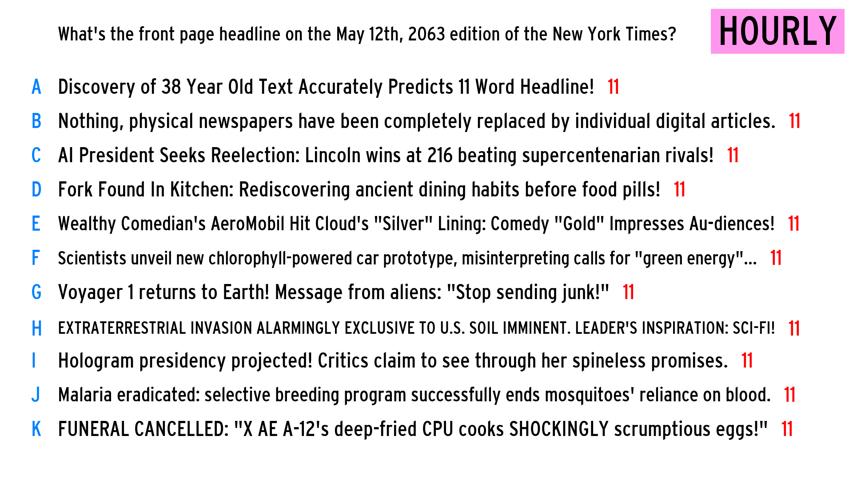 What's the front page headline on the May 12th, 2063 edition of the New York Times?
HOURLY
A Discovery of 38 Year Old Text Accurately Predicts 11 Word Headline! 11
B Nothing, physical newspapers have been completely replaced by individual digital articles. 11
C AI President Seeks Reelection: Lincoln wins at 216 beating supercentenarian rivals! 11
D Fork Found In Kitchen: Rediscovering ancient dining habits before food pills! 11
E Wealthy Comedian's AeroMobil Hit Cloud's "Silver" Lining: Comedy "Gold" Impresses Au-diences! 11
F Scientists unveil new chlorophyll-powered car prototype, misinterpreting calls for "green energy"... 11
G Voyager 1 returns to Earth! Message from aliens: "Stop sending junk!" 11
H EXTRATERRESTRIAL INVASION ALARMINGLY EXCLUSIVE TO U.S. SOIL IMMINENT. LEADER'S INSPIRATION: SCI-FI! 11
I Hologram presidency projected! Critics claim to see through her spineless promises. 11
J Malaria eradicated: selective breeding program successfully ends mosquitoes' reliance on blood. 11
K FUNERAL CANCELLED: "X AE A-12's deep-fried CPU cooks SHOCKINGLY scrumptious eggs!" 11